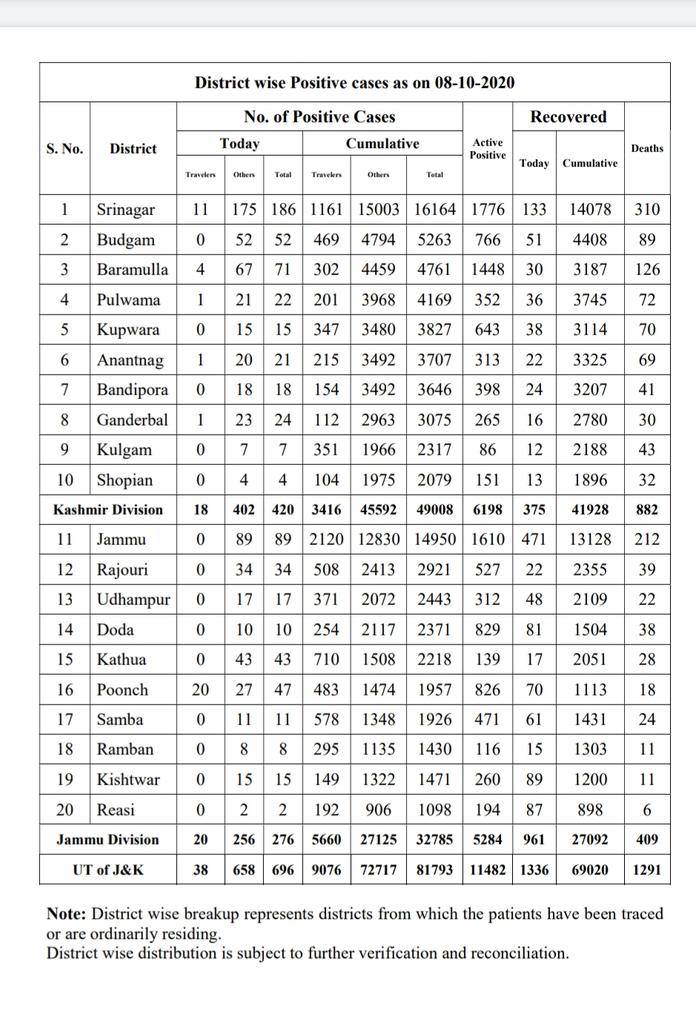 District wise Positive cases as on 08-10-2020
S. No. District No. of Positive Cases Active Positive Recovered Deaths
Today Cumulative Today Cumulative
Travelers Others Total Travelers Others Total
1 Srinagar 11 175 186 1161 15003 16164 1776 133 14078 310
2 Budgam 0 52 52 469 4794 5263 766 51 4408 89
3 Baramulla 4 67 71 302 4459 4761 1448 30 3187 126
4 Pulwama 1 21 22 201 3968 4169 352 36 3745 72
5 Kupwara 0 15 15 347 3480 3827 643 38 3114 70
6 Anantnag 1 20 21 215 3492 3707 313 22 3325 69
7 Bandipora 0 18 18 154 3492 3646 398 24 3207 41
8 Ganderbal 1 23 24 112 2963 3075 265 16 2780 30
9 Kulgam 0 7 7 351 1966 2317 86 12 2188 43
10 Shopian 0 4 4 104 1975 2079 151 13 1896 32
Kashmir Division 18 402 420 3416 45592 49008 6198 375 41928 882
11 Jammu 0 89 89 2120 12830 14950 1610 471 13128 212
12 Rajouri 0 34 34 508 2413 2921 527 22 2355 39
13 Udhampur 0 17 17 371 2072 2443 312 48 2109 22
14 Doda 0 10 10 254 2117 2371 829 81 1504 38
15 Kathua 0 43 43 710 1508 2218 139 17 2051 28
16 Poonch 20 27 47 483 1474 1957 826 70 1113 18
17 Samba 0 11 11 578 1348 1926 471 61 1431 24
18 Ramban 0 8 8 295 1135 1430 116 15 1303 11
19 Kishtwar 0 15 15 149 1322 1471 260 89 1200 11
20 Reasi 0 2 2 192 906 1098 194 87 898 6
Jammu Division 20 256 276 5660 27125 32785 5284 961 27092 409
UT of J&K 38 658 696 9076 72717 81793 11482 1336 69020 1291
Note: District wise breakup represents districts from which the patients have been traced
or are ordinarily residing.
District wise distribution is subject to further verification and reconciliation.